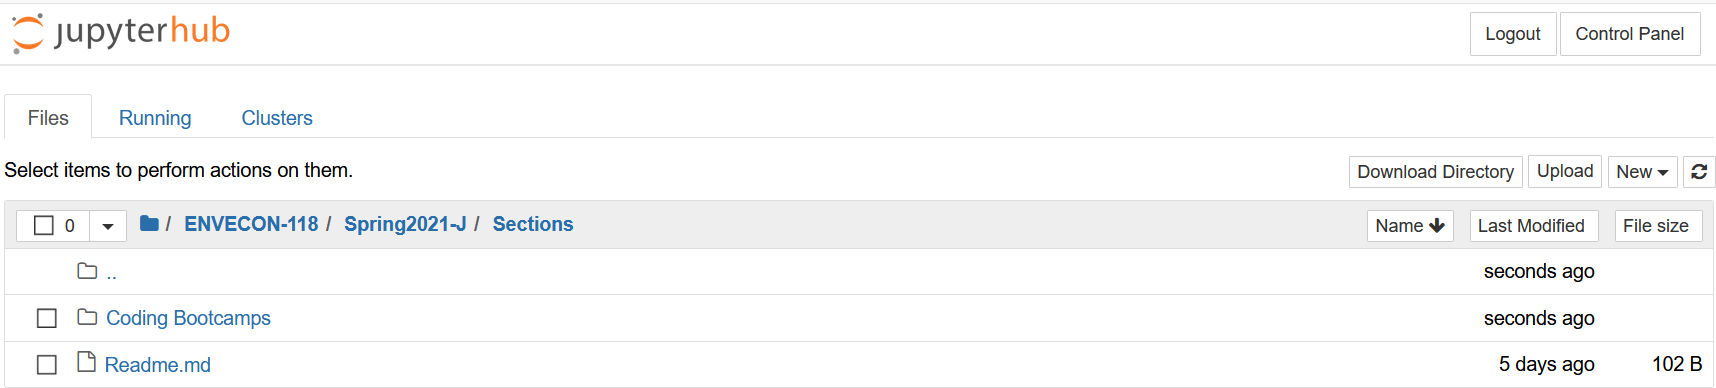 jupyterhub Logout Control Panel
Files Running Clusters
Select items to perform actions on them. Download Directory Upload New
0 / ENVECON-118 / Spring2021-J / Sections Name Last Modified File size
.. seconds ago
Coding Bootcamps seconds ago
Readme.md 5 days ago 102 B